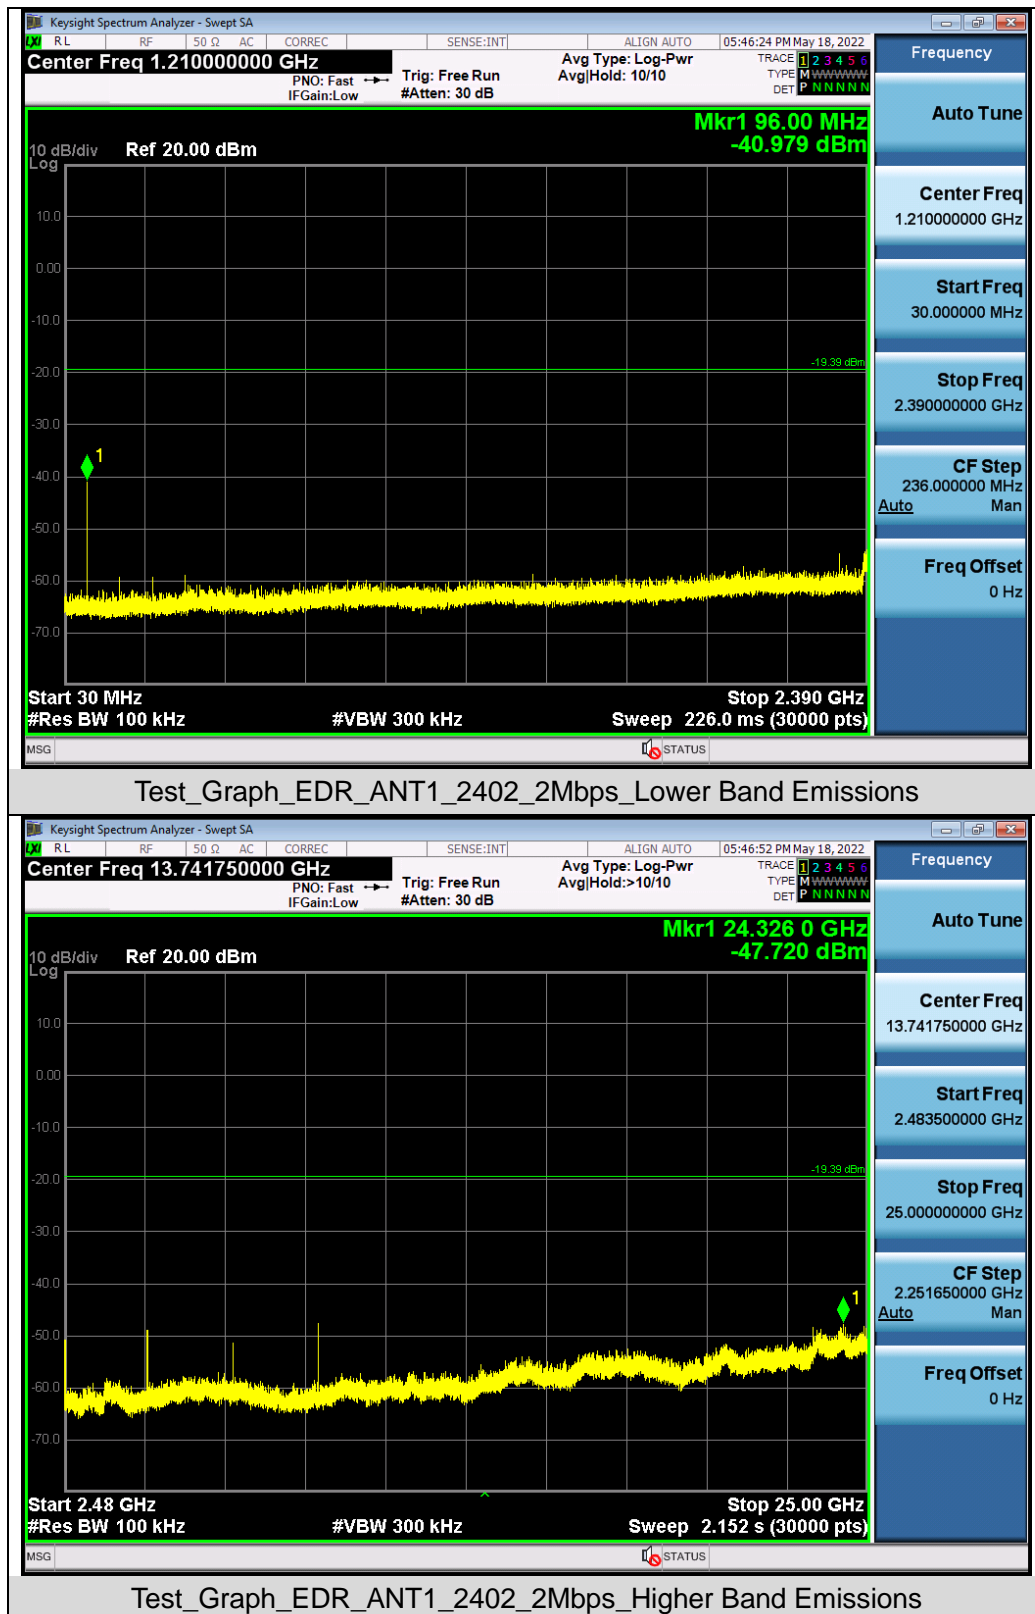 Keysight Spectrum Analyzer - Swept SA
LXI RL RF 50 Ω AC CORREC SENSE:INT ALIGN AUTO 05:46:24 PM May 18, 2022
Center Freq 1.210000000 GHz
PNO: Fast
IFGain:Low
Trig: Free Run
#Atten: 30 dB
Avg Type: Log-Pwr
Avg|Hold: 10/10
TRACE 1 2 3 4 5 6
TYPE M WWWWW
DET P N N N N N
Mkr1 96.00 MHz
-40.979 dBm
10 dB/div Ref 20.00 dBm
Log
10.0
0.00
-10.0
-19.39 dBm
-20.0
-30.0
1
-40.0
-50.0
-60.0
-70.0
Start 30 MHz Stop 2.390 GHz
#Res BW 100 kHz #VBW 300 kHz Sweep 226.0 ms (30000 pts)
MSG STATUS
Frequency
Auto Tune
Center Freq
1.210000000 GHz
Start Freq
30.000000 MHz
Stop Freq
2.390000000 GHz
CF Step
236.000000 MHz
Auto Man
Freq Offset
0 Hz
Test_Graph_EDR_ANT1_2402_2Mbps_Lower Band Emissions
Keysight Spectrum Analyzer - Swept SA
LXI RL RF 50 Ω AC CORREC SENSE:INT ALIGN AUTO 05:46:52 PM May 18, 2022
Center Freq 13.741750000 GHz
PNO: Fast
IFGain:Low
Trig: Free Run
#Atten: 30 dB
Avg Type: Log-Pwr
Avg|Hold:>10/10
TRACE 1 2 3 4 5 6
TYPE M WWWWW
DET P N N N N N
Mkr1 24.326 0 GHz
-47.720 dBm
10 dB/div Ref 20.00 dBm
Log
10.0
0.00
-10.0
-19.39 dBm
-20.0
-30.0
-40.0
1
-50.0
-60.0
-70.0
Start 2.48 GHz Stop 25.00 GHz
#Res BW 100 kHz #VBW 300 kHz Sweep 2.152 s (30000 pts)
MSG STATUS
Frequency
Auto Tune
Center Freq
13.741750000 GHz
Start Freq
2.483500000 GHz
Stop Freq
25.000000000 GHz
CF Step
2.251650000 GHz
Auto Man
Freq Offset
0 Hz
Test_Graph_EDR_ANT1_2402_2Mbps_Higher Band Emissions